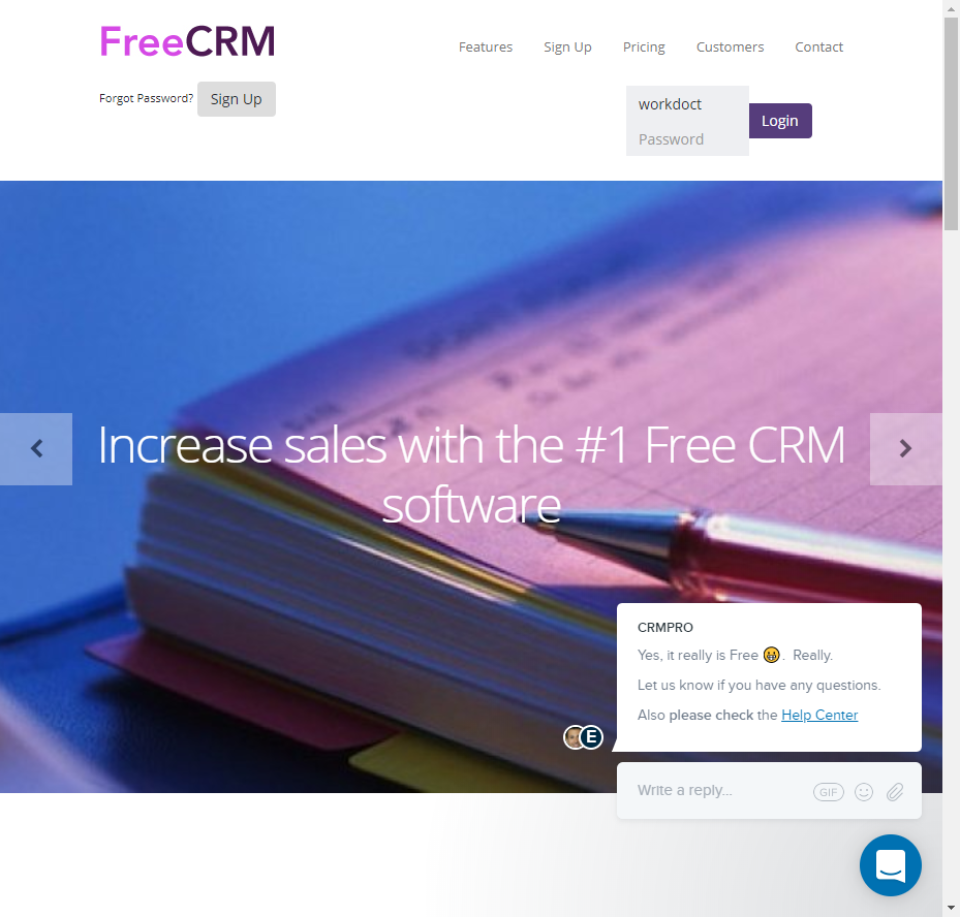 FreeCRM
Features Sign Up Pricing Customers Contact
Forgot Password? Sign Up
workdoct
Password
Login
Increase sales with the #1 Free CRM
software
CRMPRO
Yes, it really is Free 😂. Really.
Let us know if you have any questions.
Also please check the Help Center
E
Write a reply...
GIF